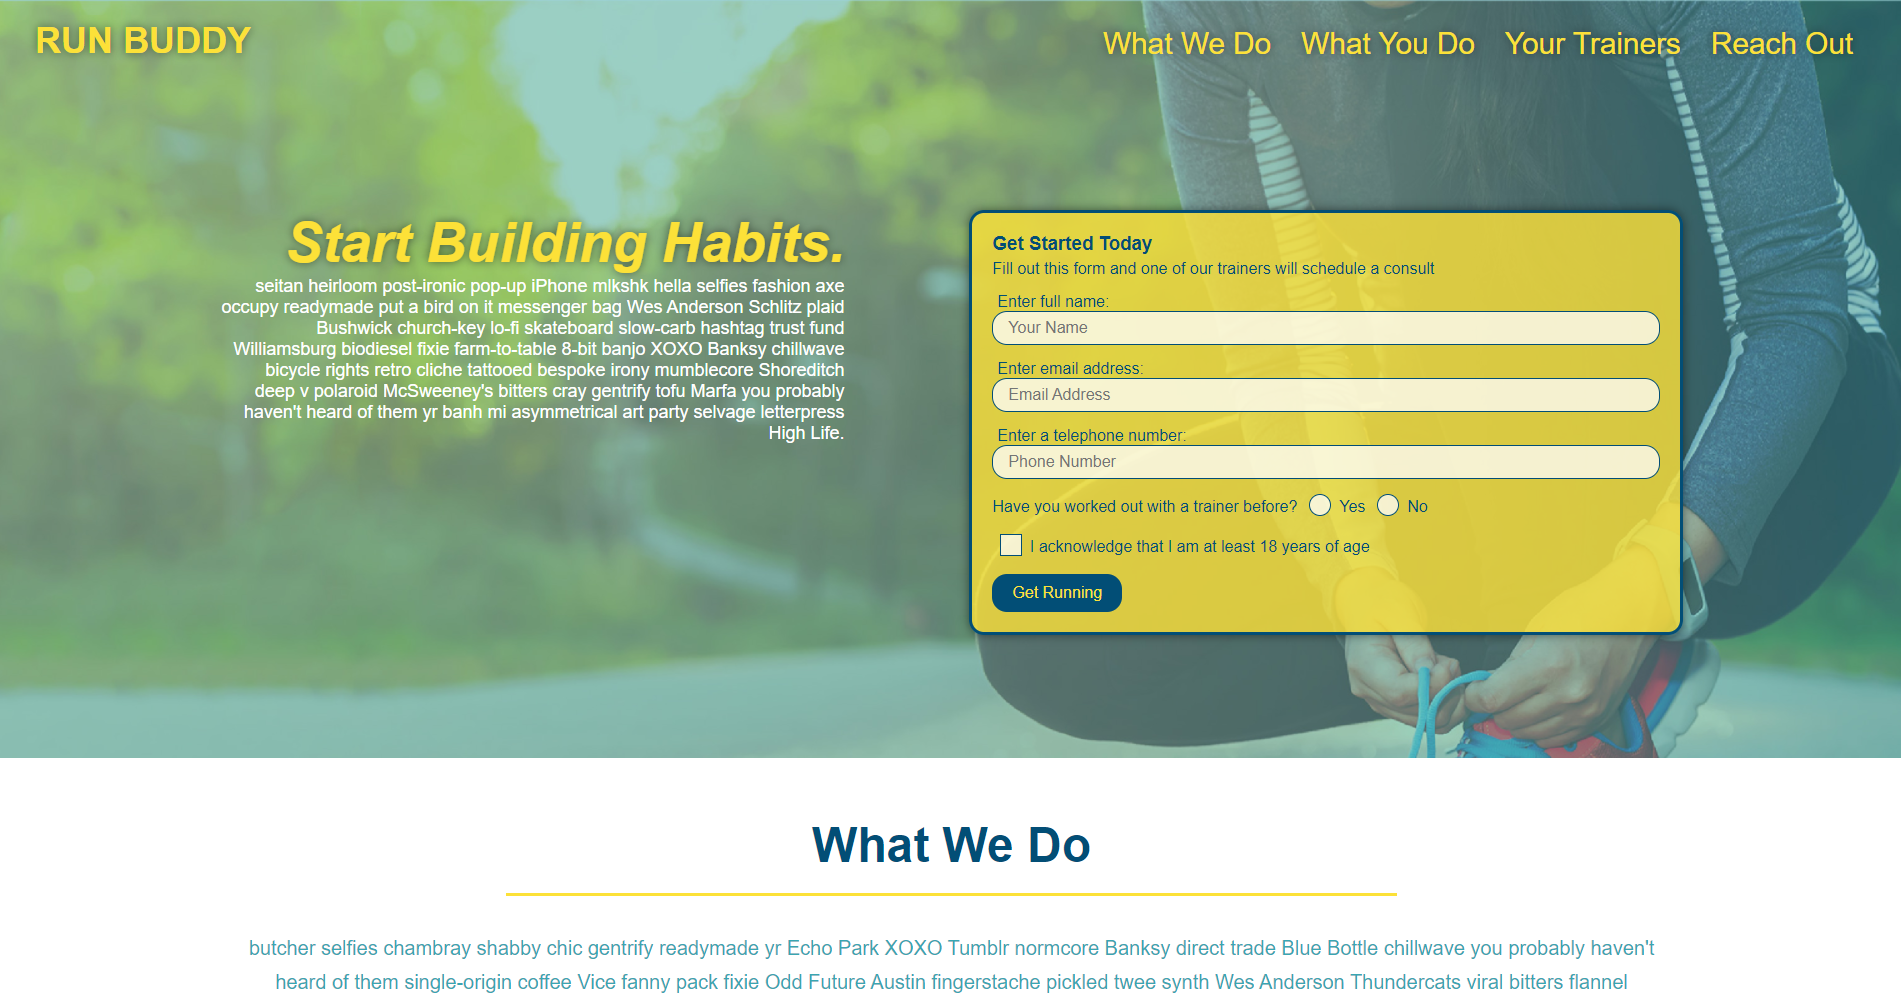 RUN BUDDY
What We Do What You Do Your Trainers Reach Out
Start Building Habits.
seitan heirloom post-ironic pop-up iPhone mlkshk hella selfies fashion axe
occupy readymade put a bird on it messenger bag Wes Anderson Schlitz plaid
Bushwick church-key lo-fi skateboard slow-carb hashtag trust fund
Williamsburg biodiesel fixie farm-to-table 8-bit banjo XOXO Banksy chillwave
bicycle rights retro cliche tattooed bespoke irony mumblecore Shoreditch
deep v polaroid McSweeney's bitters cray gentrify tofu Marfa you probably
haven't heard of them yr banh mi asymmetrical art party selvage letterpress
High Life.
Get Started Today
Fill out this form and one of our trainers will schedule a consult
Enter full name:
Your Name
Enter email address:
Email Address
Enter a telephone number:
Phone Number
Have you worked out with a trainer before? Yes No
I acknowledge that I am at least 18 years of age
Get Running
What We Do
butcher selfies chambray shabby chic gentrify readymade yr Echo Park XOXO Tumblr normcore Banksy direct trade Blue Bottle chillwave you probably haven't
heard of them single-origin coffee Vice fanny pack fixie Odd Future Austin fingerstache pickled twee synth Wes Anderson Thundercats viral bitters flannel